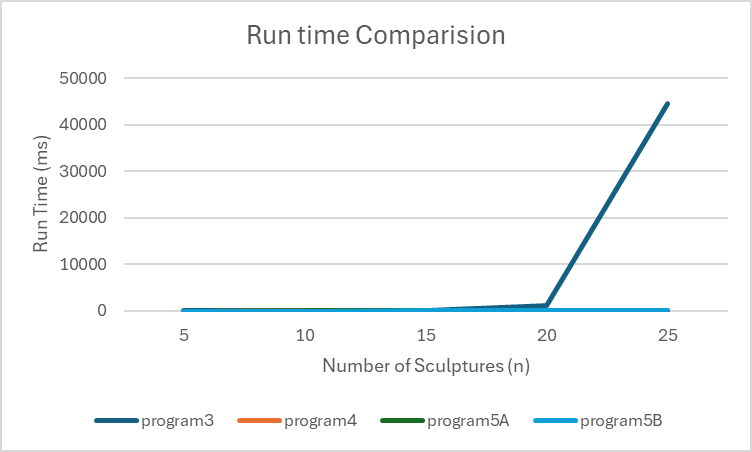 Run time Comparision
50000
40000
30000
20000
10000
0
Run Time (ms)
5 10 15 20 25
Number of Sculptures (n)
program3 program4 program5A program5B